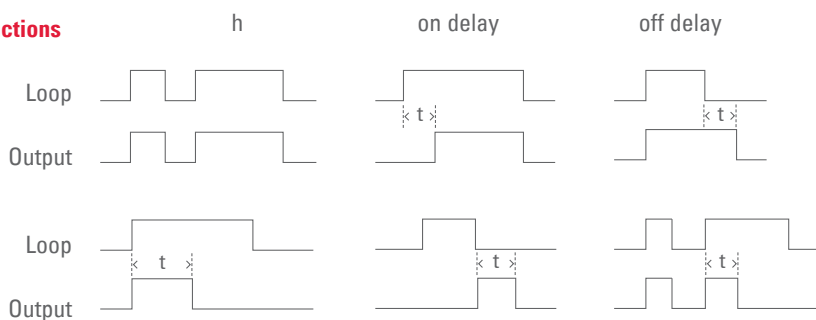 ctions h on delay off delay
Loop
t t
Output
Loop
t t t
Output